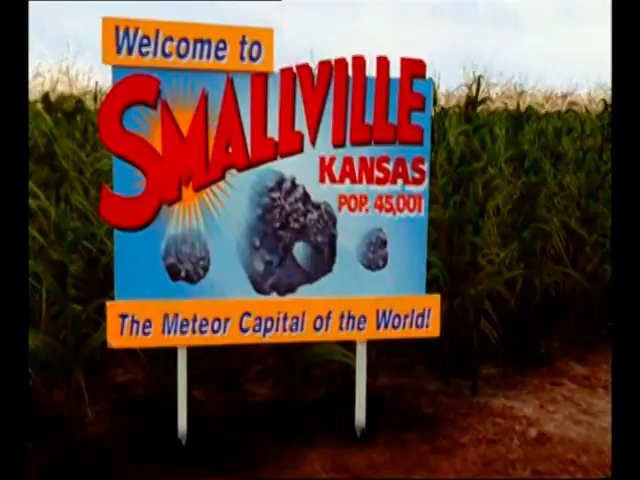 Welcome to
SMALLVILLE
KANSAS
POP. 45,001
The Meteor Capital of the World!